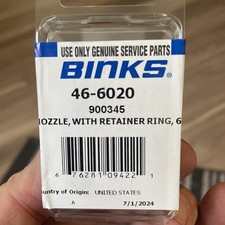 USE ONLY GENUINE SERVICE PARTS
BINKS®
46-6020
900345
NOZZLE, WITH RETAINER RING, 6
6 76281 09422 1
Country of Origin: UNITED STATES
A 7/1/2024